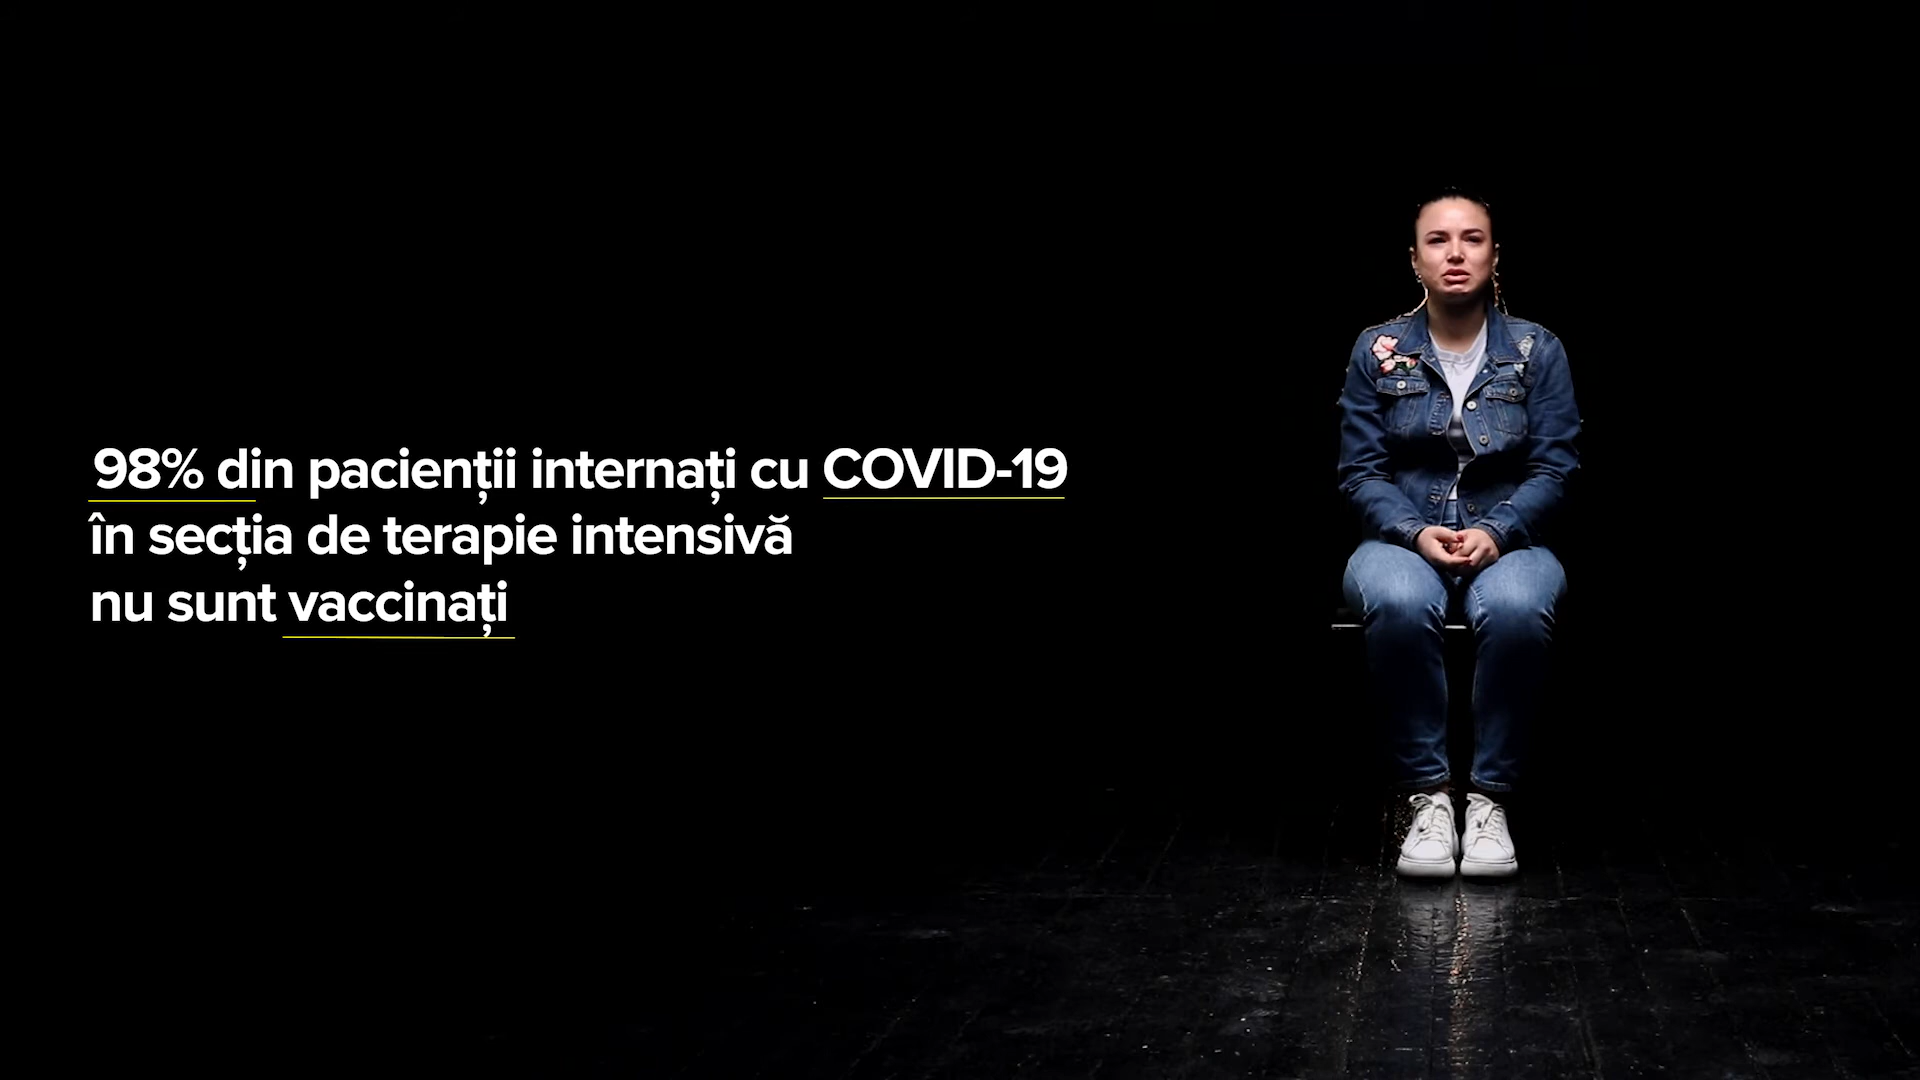 98% din pacienții internați cu COVID-19
în secția de terapie intensivă
nu sunt vaccinați